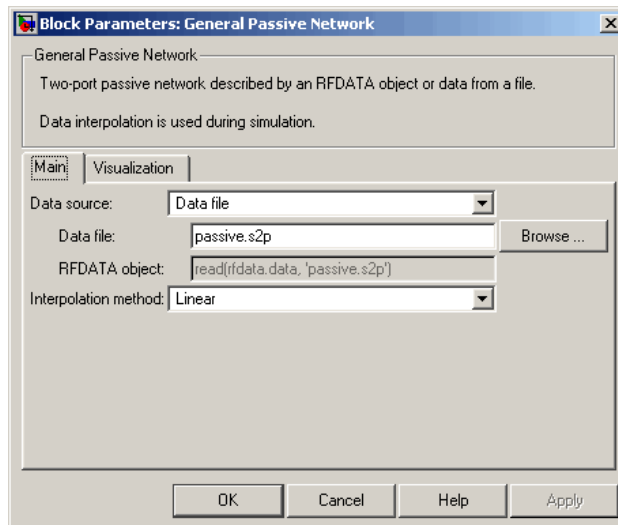 Block Parameters: General Passive Network
General Passive Network
Two-port passive network described by an RFDATA object or data from a file.
Data interpolation is used during simulation.
Main Visualization
Data source: Data file
Data file: passive.s2p Browse ...
RFDATA object: read(rfdata.data, 'passive.s2p')
Interpolation method: Linear
OK Cancel Help Apply